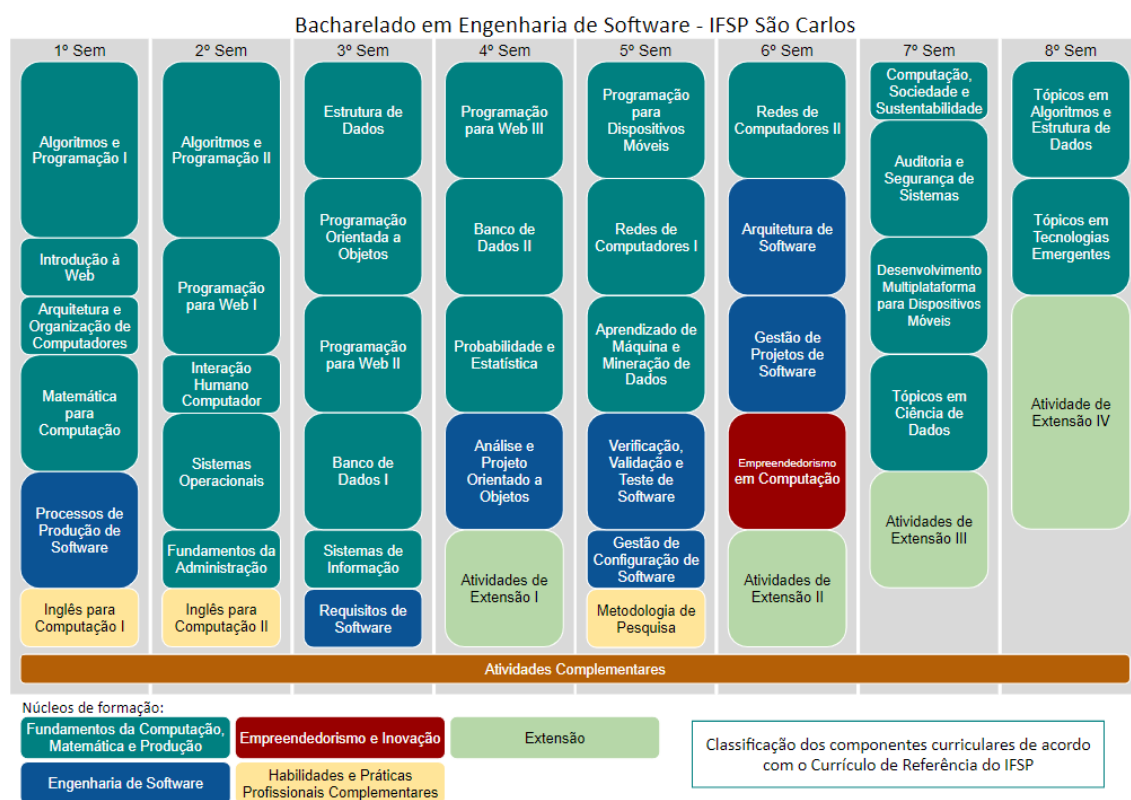 Bacharelado em Engenharia de Software - IFSP São Carlos
1º Sem
2º Sem
3º Sem
4º Sem
5º Sem
6º Sem
7º Sem
8º Sem
Algoritmos e
Programação I
Introdução à
Web
Arquitetura e
Organização de
Computadores
Matemática
para
Computação
Processos de
Produção de
Software
Inglês para
Computação I
Algoritmos e
Programação II
Programação
para Web I
Interação
Humano
Computador
Sistemas
Operacionais
Fundamentos da
Administração
Inglês para
Computação II
Estrutura de
Dados
Programação
Orientada a
Objetos
Programação
para Web II
Banco de
Dados I
Sistemas de
Informação
Requisitos de
Software
Programação
para Web III
Banco de
Dados II
Probabilidade e
Estatística
Análise e
Projeto
Orientado a
Objetos
Atividades de
Extensão I
Programação
para
Dispositivos
Móveis
Redes de
Computadores I
Aprendizado de
Máquina e
Mineração de
Dados
Verificação,
Validação e
Teste de
Software
Gestão de
Configuração de
Software
Metodologia de
Pesquisa
Redes de
Computadores II
Arquitetura de
Software
Gestão de
Projetos de
Software
Empreendedorismo
em Computação
Atividades de
Extensão II
Computação,
Sociedade e
Sustentabilidade
Auditoria e
Segurança de
Sistemas
Desenvolvimento
Multiplataforma
para Dispositivos
Móveis
Tópicos em
Ciência de
Dados
Atividades de
Extensão III
Tópicos em
Algoritmos e
Estrutura de
Dados
Tópicos em
Tecnologias
Emergentes
Atividade de
Extensão IV
Atividades Complementares
Núcleos de formação:
Fundamentos da Computação,
Matemática e Produção
Empreendedorismo e Inovação
Extensão
Engenharia de Software
Habilidades e Práticas
Profissionais Complementares
Classificação dos componentes curriculares de acordo
com o Currículo de Referência do IFSP